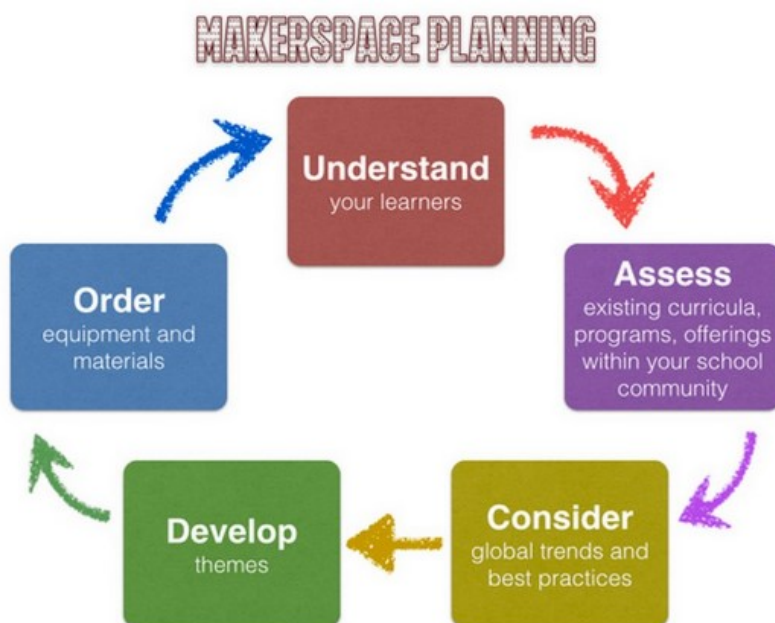 MAKERSPACE PLANNING
Understand
your learners
Assess
existing curricula,
programs, offerings
within your school
community
Consider
global trends and
best practices
Develop
themes
Order
equipment and
materials